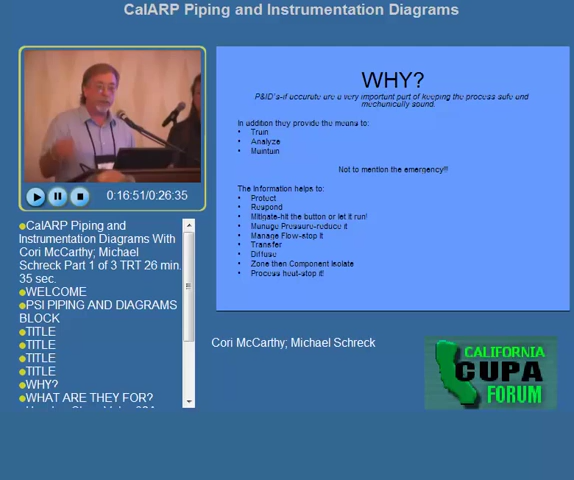 CalARP Piping and Instrumentation Diagrams
WHY?
P&ID's-if accurate are a very important part of keeping the process safe and
mechanically sound.
In addition they provide the means to:
• Train
• Analyze
• Maintain
Not to mention the emergency!!!
The Information helps to:
• Protect
• Respond
• Mitigate-hit the button or let it run!
• Manage Pressure-reduce it
• Manage Flow-stop it
• Transfer
• Diffuse
• Zone then Component Isolate
• Process heat-stop it!
0:16:51/0:26:35
CalARP Piping and
Instrumentation Diagrams With
Cori McCarthy; Michael
Schreck Part 1 of 3 TRT 26 min.
35 sec.
WELCOME
PSI PIPING AND DIAGRAMS
BLOCK
TITLE
TITLE
TITLE
TITLE
WHY?
WHAT ARE THEY FOR?
Cori McCarthy; Michael Schreck
CALIFORNIA
CUPA
FORUM